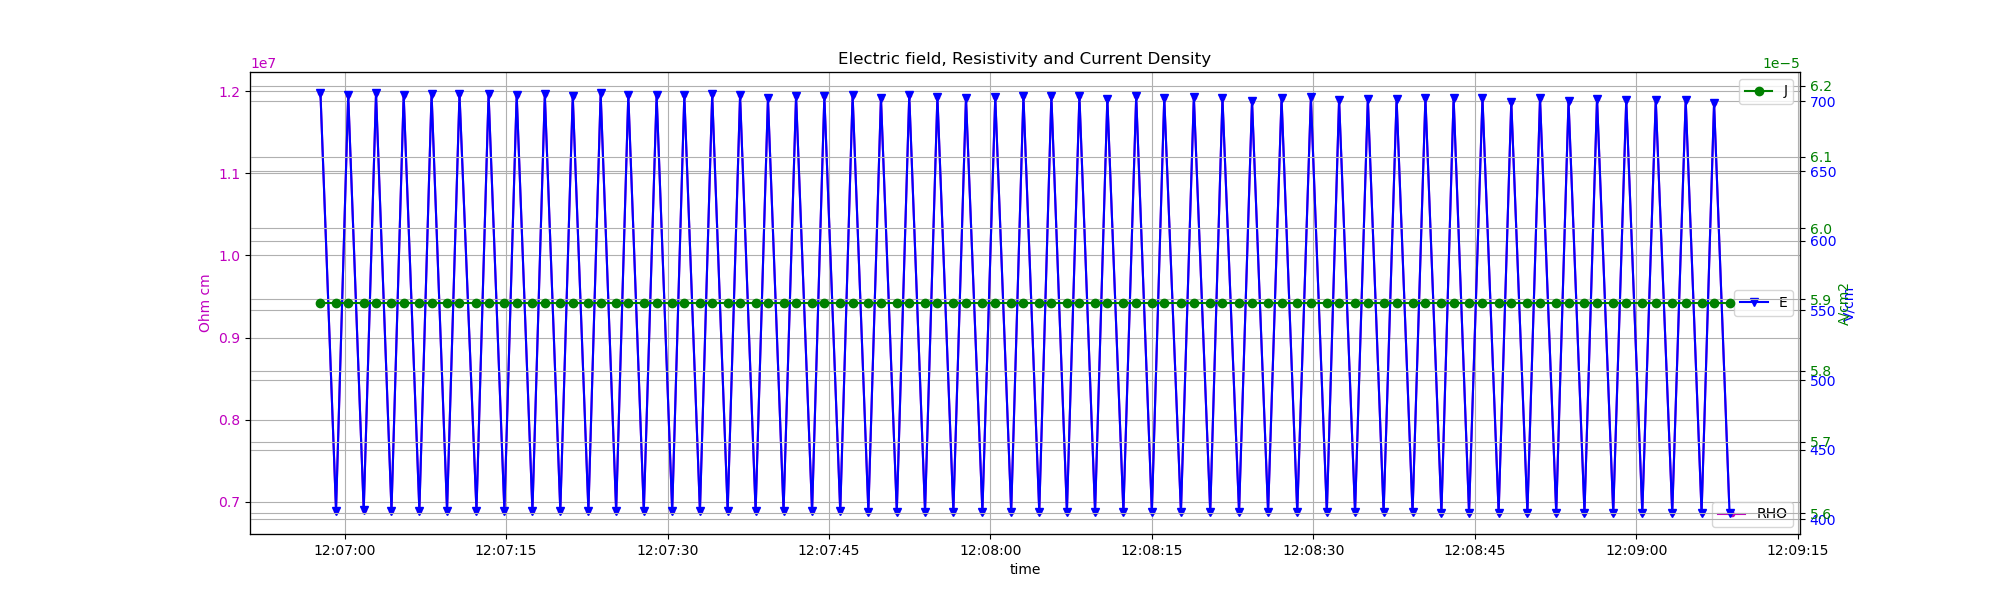 Electric field, Resistivity and Current Density
1e7
1e−5
1.2
1.1
1.0
0.9
0.8
0.7
Ohm cm
6.2
6.1
6.0
5.9
5.8
5.7
5.6
A/cm2
700
650
600
550
500
450
400
V/cm
J
E
RHO
12:07:00 12:07:15 12:07:30 12:07:45 12:08:00 12:08:15 12:08:30 12:08:45 12:09:00 12:09:15
time